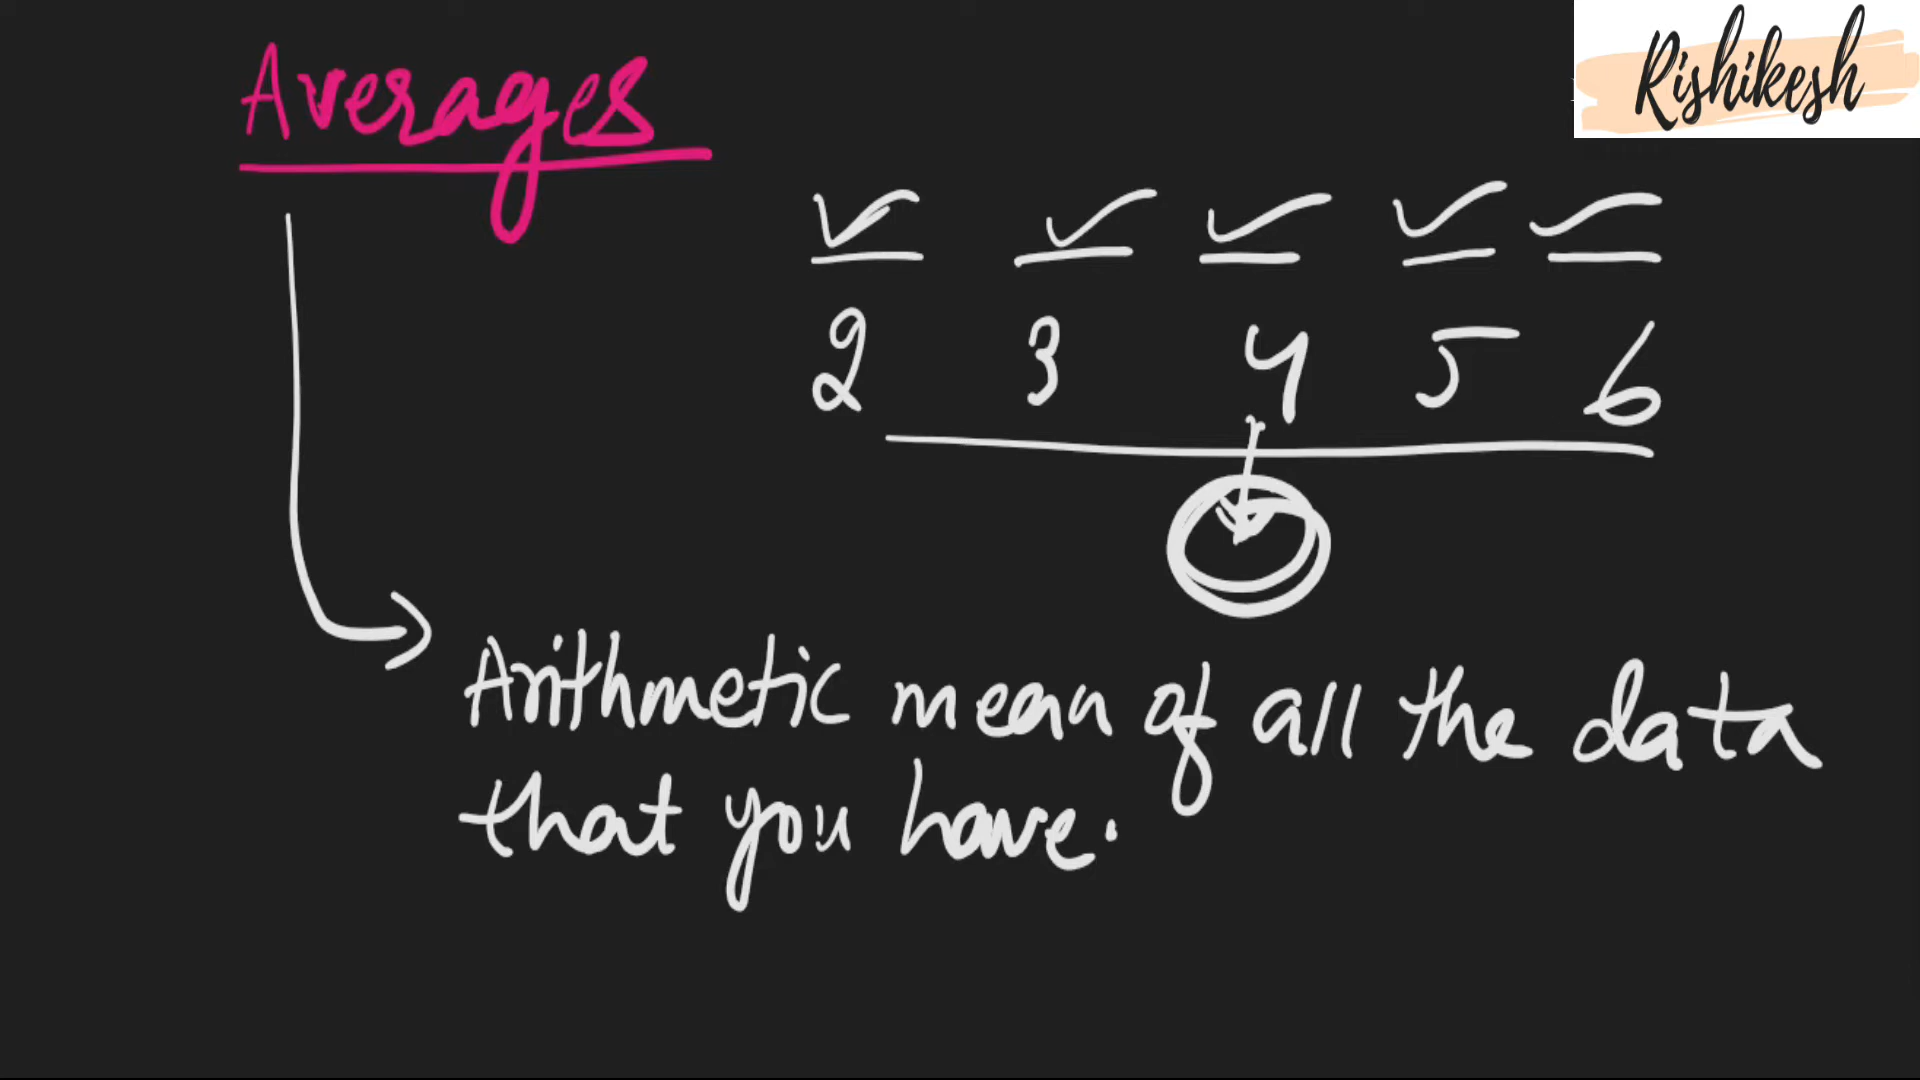 Averages
Rishikesh
2 3 4 5 6
Arithmetic mean of all the data
that you have.